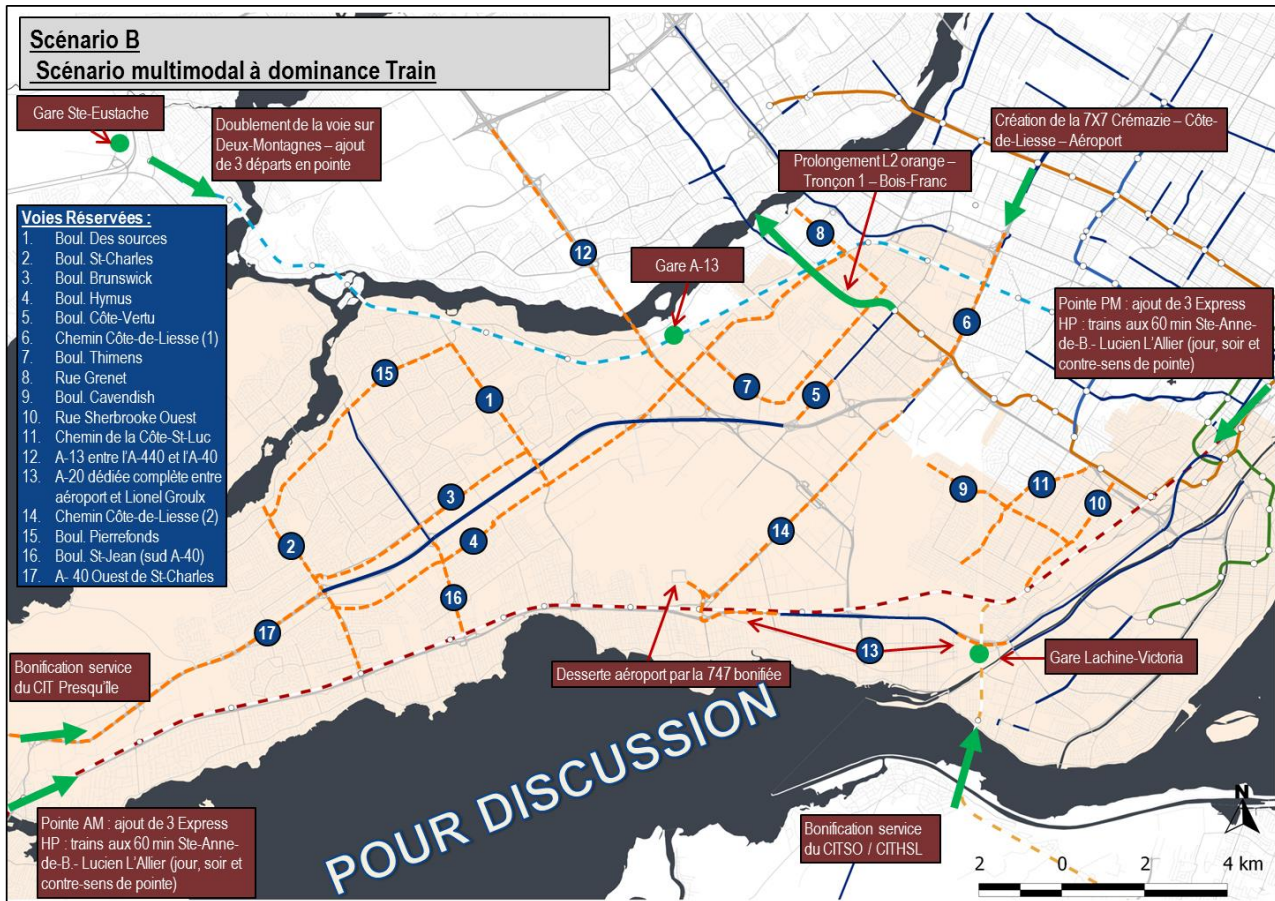 Scénario B
Scénario multimodal à dominance Train
Gare Ste-Eustache
Doublement de la voie sur
Deux-Montagnes – ajout
de 3 départs en pointe
Prolongement L2 orange –
Tronçon 1 – Bois-Franc
Création de la 7X7 Crémazie – Côte-
de-Liesse – Aéroport
Voies Réservées :
1. Boul. Des sources
2. Boul. St-Charles
3. Boul. Brunswick
4. Boul. Hymus
5. Boul. Côte-Vertu
6. Chemin Côte-de-Liesse (1)
7. Boul. Thimens
8. Rue Grenet
9. Boul. Cavendish
10. Rue Sherbrooke Ouest
11. Chemin de la Côte-St-Luc
12. A-13 entre l'A-440 et l'A-40
13. A-20 dédiée complete entre
aéroport et Lionel Groulx
14. Chemin Côte-de-Liesse (2)
15. Boul. Pierrefonds
16. Boul. St-Jean (sud A-40)
17. A- 40 Ouest de St-Charles
Gare A-13
Pointe PM : ajout de 3 Express
HP : trains aux 60 min Ste-Anne-
de-B.- Lucien L'Allier (jour, soir et
contre-sens de pointe)
8
12
6
15
7
5
1
3
9
11
10
2
4
14
16
17
13
Desserte aéroport par la 747 bonifiée
Gare Lachine-Victoria
Bonification service
du CIT Presqu'île
Pointe AM : ajout de 3 Express
HP : trains aux 60 min Ste-Anne-
de-B.- Lucien L'Allier (jour, soir et
contre-sens de pointe)
POUR DISCUSSION
Bonification service
du CITSO / CITHSL
N
2 0 2 4 km